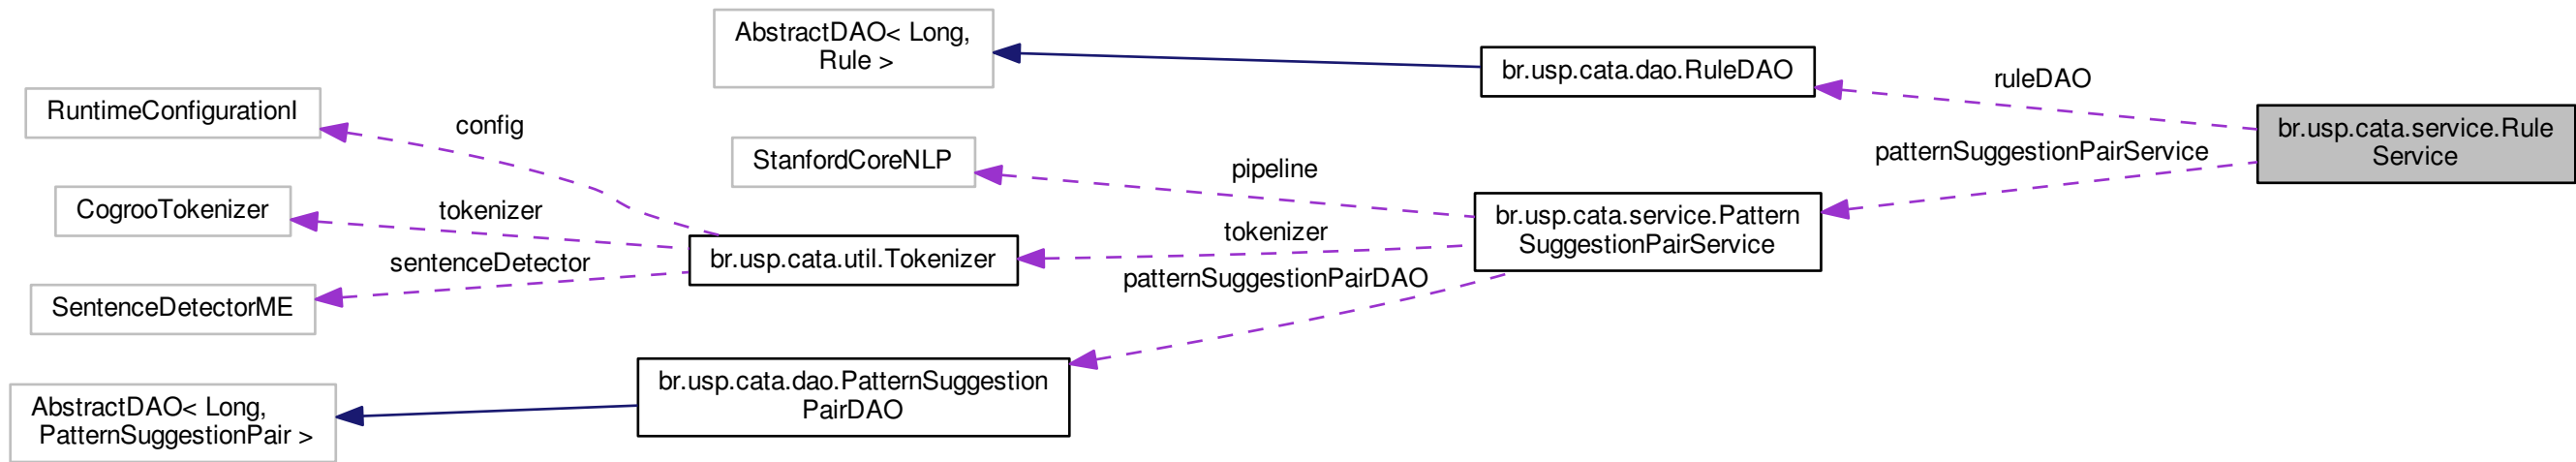 AbstractDAO< Long,
Rule >
br.usp.cata.dao.RuleDAO
ruleDAO
RuntimeConfigurationI
config
StanfordCoreNLP
pipeline
patternSuggestionPairService
br.usp.cata.service.Rule
Service
CogrooTokenizer
tokenizer
br.usp.cata.service.Pattern
SuggestionPairService
tokenizer
br.usp.cata.util.Tokenizer
sentenceDetector
patternSuggestionPairDAO
SentenceDetectorME
br.usp.cata.dao.PatternSuggestion
PairDAO
AbstractDAO< Long,
PatternSuggestionPair >